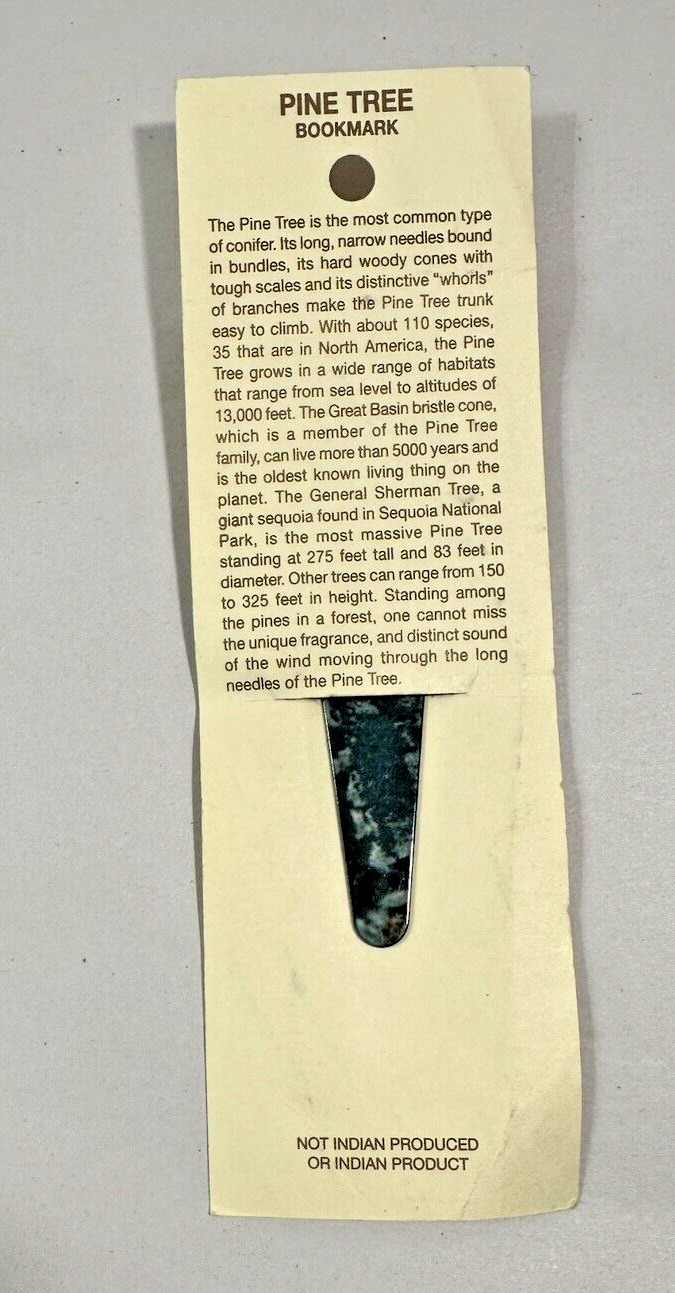 PINE TREE
BOOKMARK
The Pine Tree is the most common type
of conifer. Its long, narrow needles bound
in bundles, its hard woody cones with
tough scales and its distinctive "whorls"
of branches make the Pine Tree trunk
easy to climb. With about 110 species,
35 that are in North America, the Pine
Tree grows in a wide range of habitats
that range from sea level to altitudes of
13,000 feet. The Great Basin bristle cone,
which is a member of the Pine Tree
family, can live more than 5000 years and
is the oldest known living thing on the
planet. The General Sherman Tree, a
giant sequoia found in Sequoia National
Park, is the most massive Pine Tree
standing at 275 feet tall and 83 feet in
diameter. Other trees can range from 150
to 325 feet in height. Standing among
the pines in a forest, one cannot miss
the unique fragrance, and distinct sound
of the wind moving through the long
needles of the Pine Tree.
NOT INDIAN PRODUCED
OR INDIAN PRODUCT